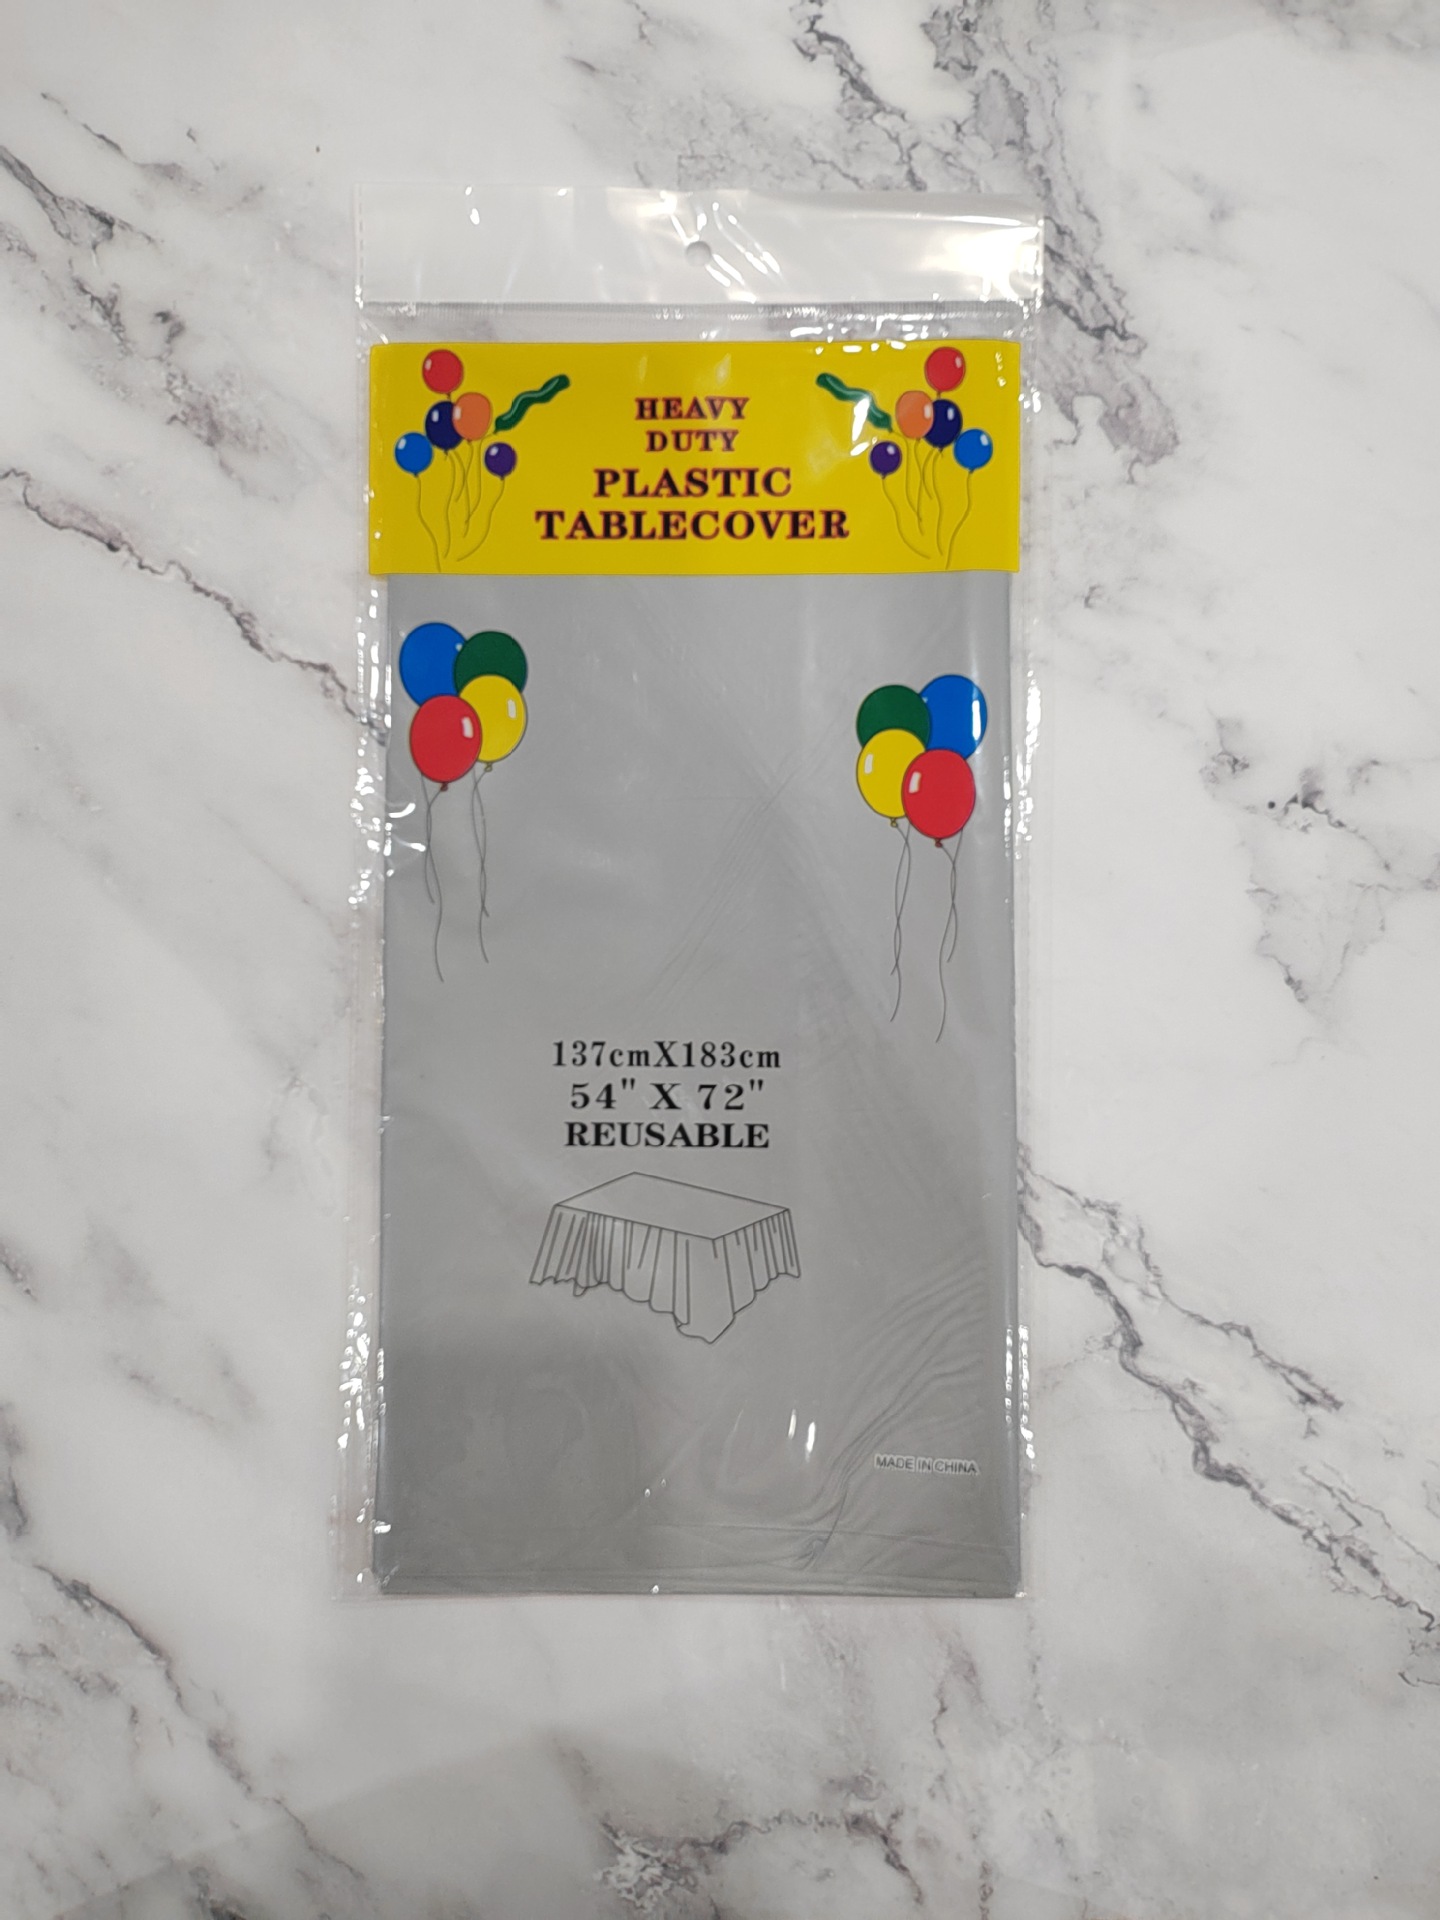 HEAVY
DUTY
PLASTIC
TABLECOVER
137cmX183cm
54" X 72"
REUSABLE
MADE IN CHINA